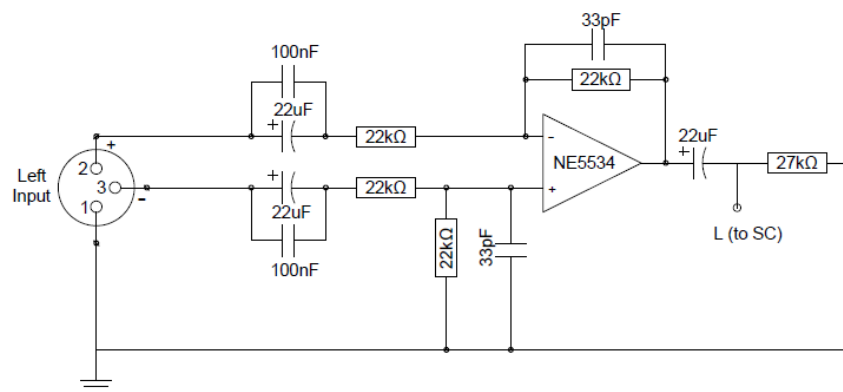 33pF
100nF
22kΩ
22uF
+
+
22kΩ
-
22uF
Left
Input
2
NE5534
+
27kΩ
3
+
22kΩ
+
-
1
22uF
L (to SC)
100nF
22kΩ
33pF